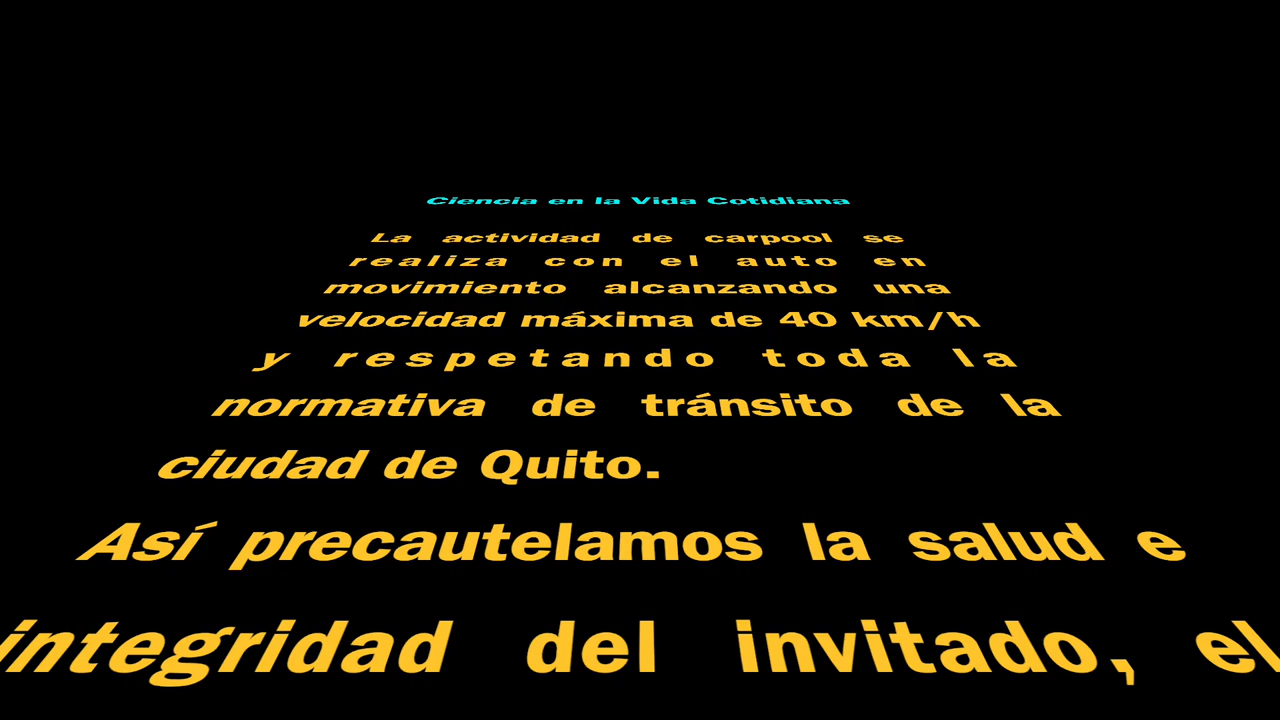 Ciencia en la Vida Cotidiana
La actividad de carpool se
realiza con el auto en
movimiento alcanzando una
velocidad máxima de 40 km/h
y respetando toda la
normativa de tránsito de la
ciudad de Quito.
Así precautelamos la salud e
integridad del invitado, el